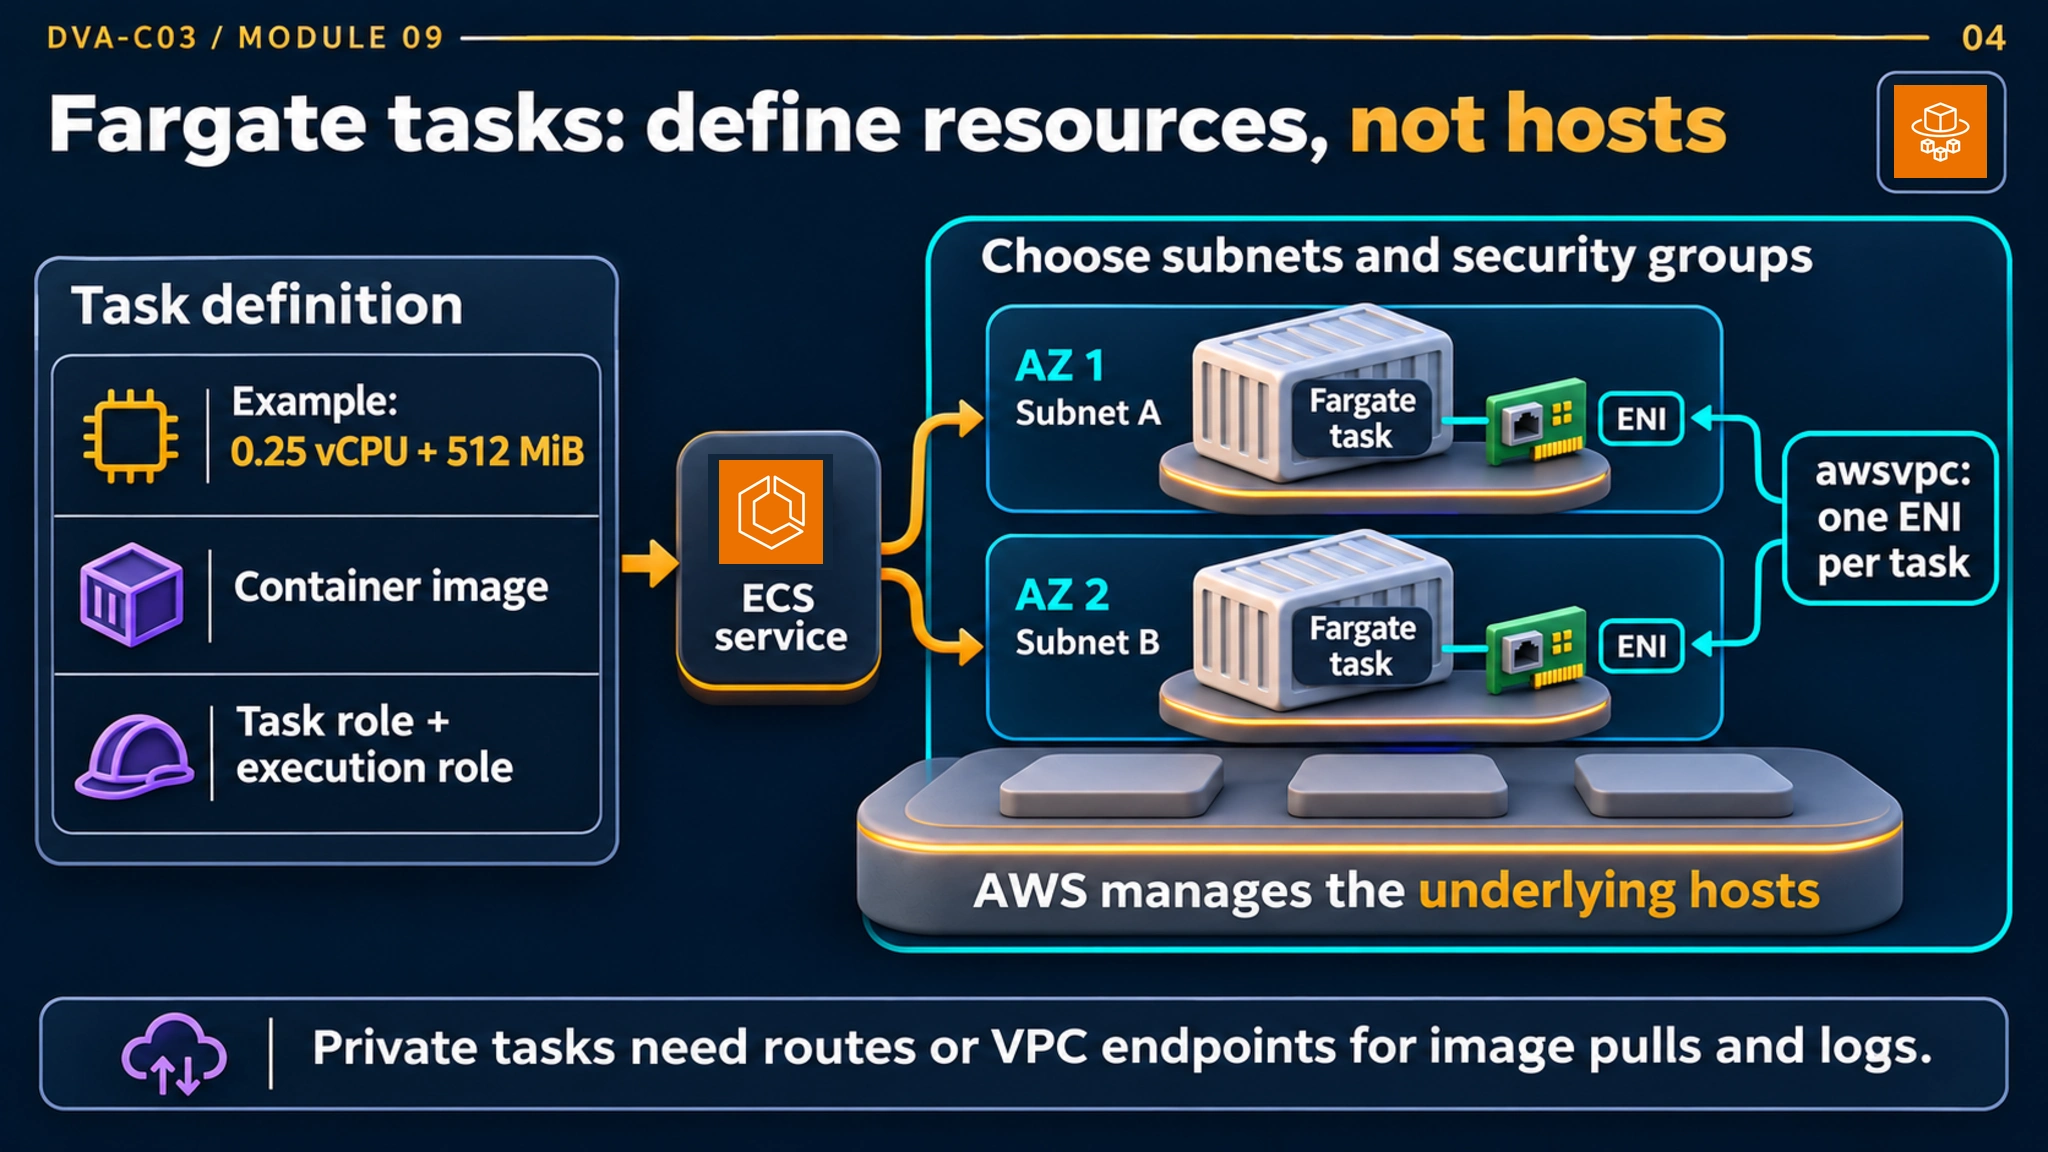 DVA-C03 / MODULE 09
04
Fargate tasks: define resources, not hosts
Task definition
Example:
0.25 vCPU + 512 MiB
Container image
Task role +
execution role
ECS
service
Choose subnets and security groups
AZ 1
Subnet A
Fargate
task
ENI
AZ 2
Subnet B
Fargate
task
ENI
awsvpc:
one ENI
per task
AWS manages the underlying hosts
Private tasks need routes or VPC endpoints for image pulls and logs.